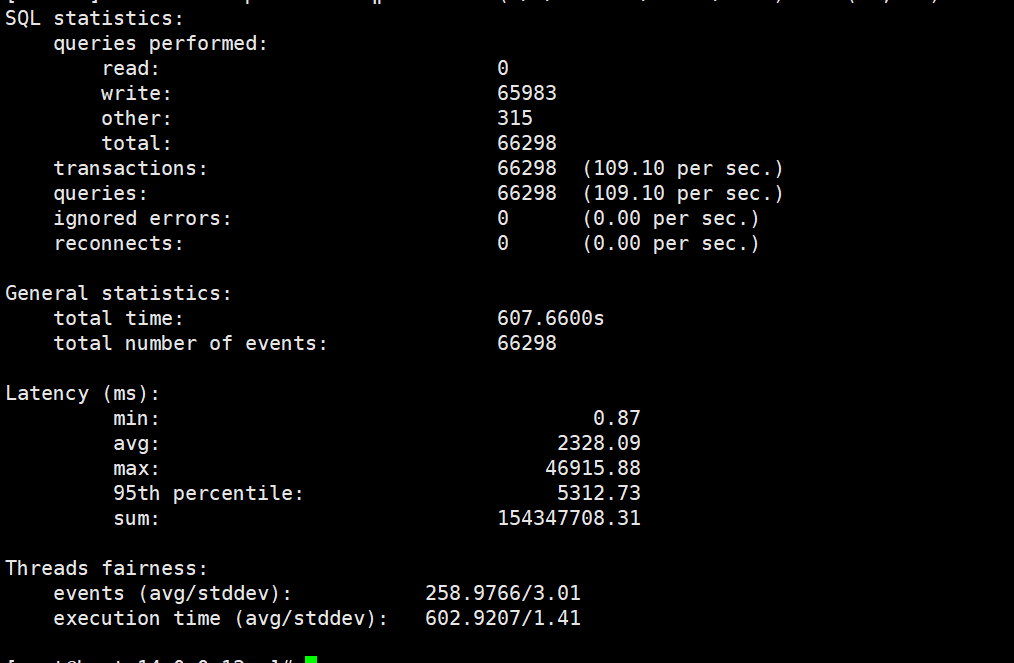 SQL statistics:
    queries performed:
        read:                            0
        write:                           65983
        other:                           315
        total:                           66298
    transactions:                        66298  (109.10 per sec.)
    queries:                             66298  (109.10 per sec.)
    ignored errors:                      0      (0.00 per sec.)
    reconnects:                          0      (0.00 per sec.)
General statistics:
    total time:                          607.6600s
    total number of events:              66298
Latency (ms):
         min:                                    0.87
         avg:                                 2328.09
         max:                                46915.88
         95th percentile:                     5312.73
         sum:                            154347708.31
Threads fairness:
    events (avg/stddev):           258.9766/3.01
    execution time (avg/stddev):   602.9207/1.41